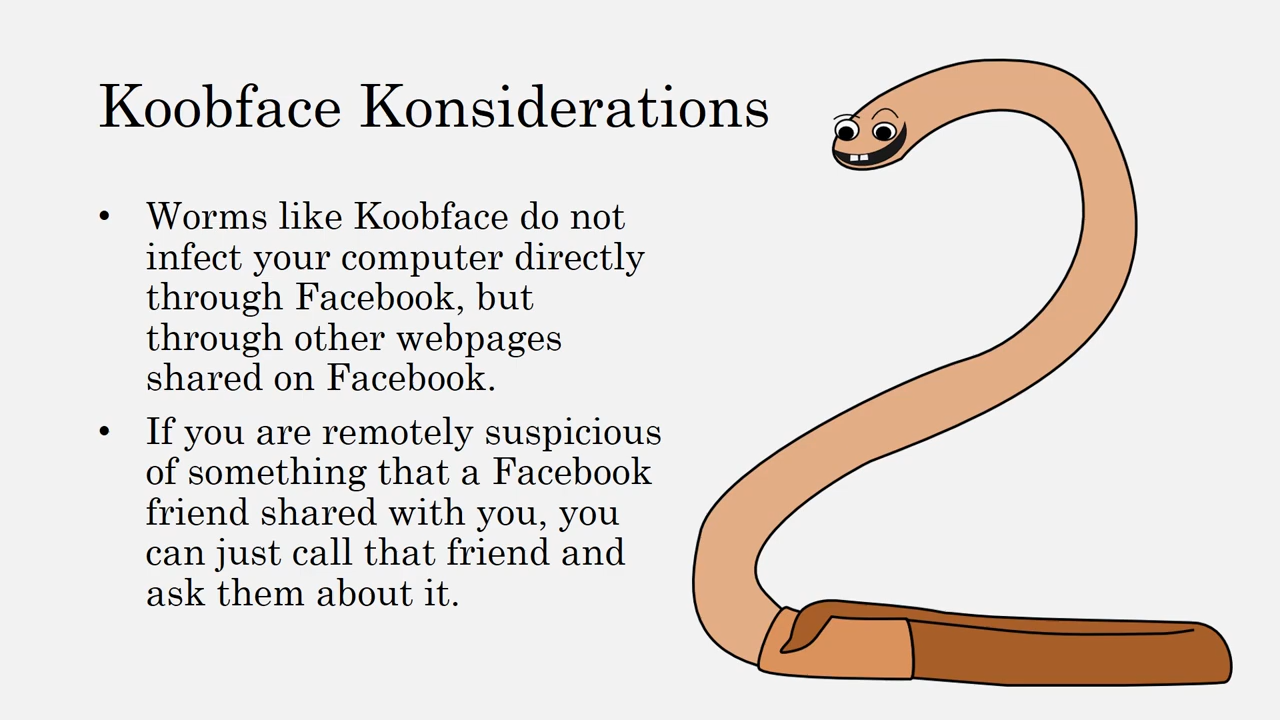 Koobface Konsiderations
• Worms like Koobface do not
infect your computer directly
through Facebook, but
through other webpages
shared on Facebook.
• If you are remotely suspicious
of something that a Facebook
friend shared with you, you
can just call that friend and
ask them about it.